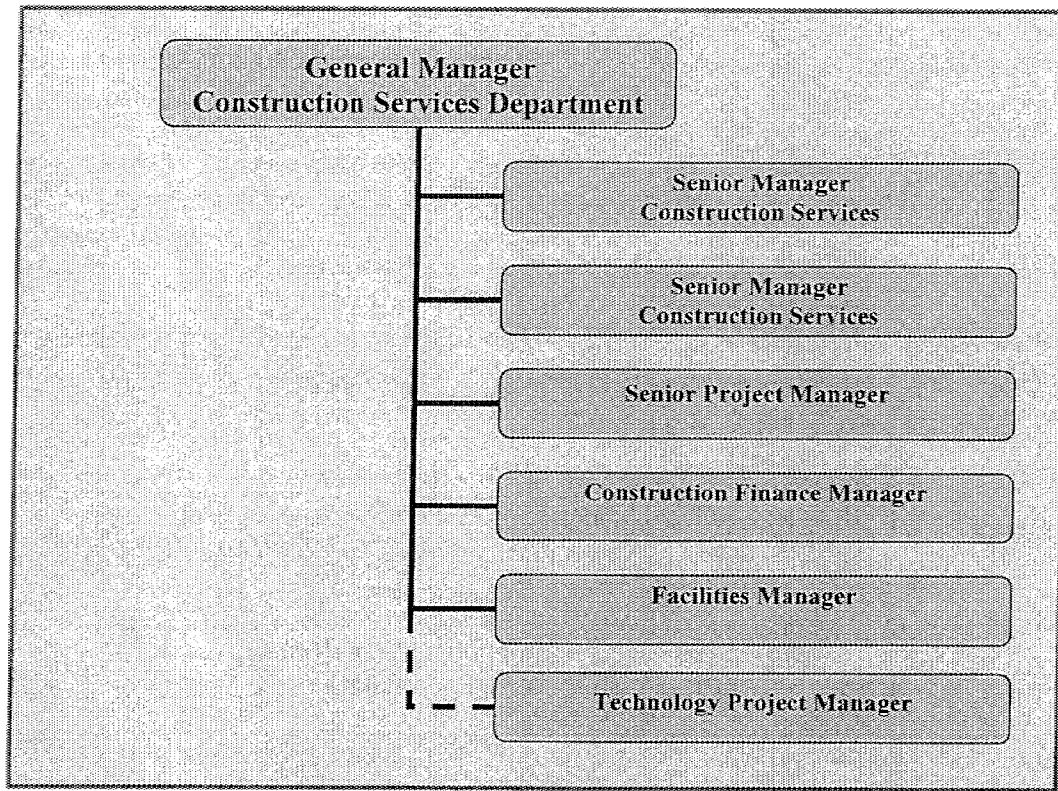 General Manager
Construction Services Department
Senior Manager
Construction Services
Senior Manager
Construction Services
Senior Project Manager
Construction Finance Manager
Facilities Manager
Technology Project Manager